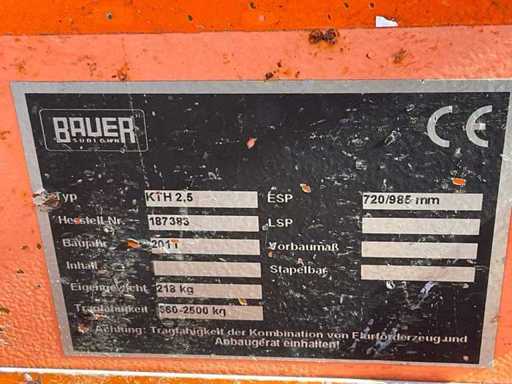 BAUER
SÜDLOHN
CE
Typ KTH 2,5 ESP 720/985 mm
Herstell-Nr. 187383 LSP
Baujahr 2011 Vorbaumaß
Inhalt Stapelbar
Eigengewicht 218 kg
Tragfähigkeit 560-2500 kg
Achtung: Tragfähigkeit der Kombination von Flurförderzeug und
Anbaugerät einhalten!